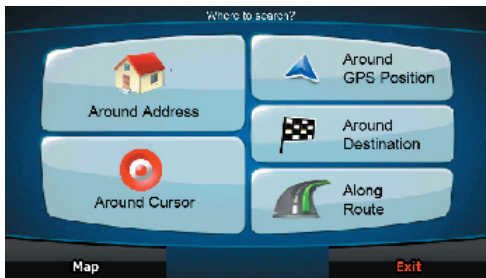 Where to search?
Around Address
Around
GPS Position
Around
Destination
Around Cursor
Along
Route
Map
Exit